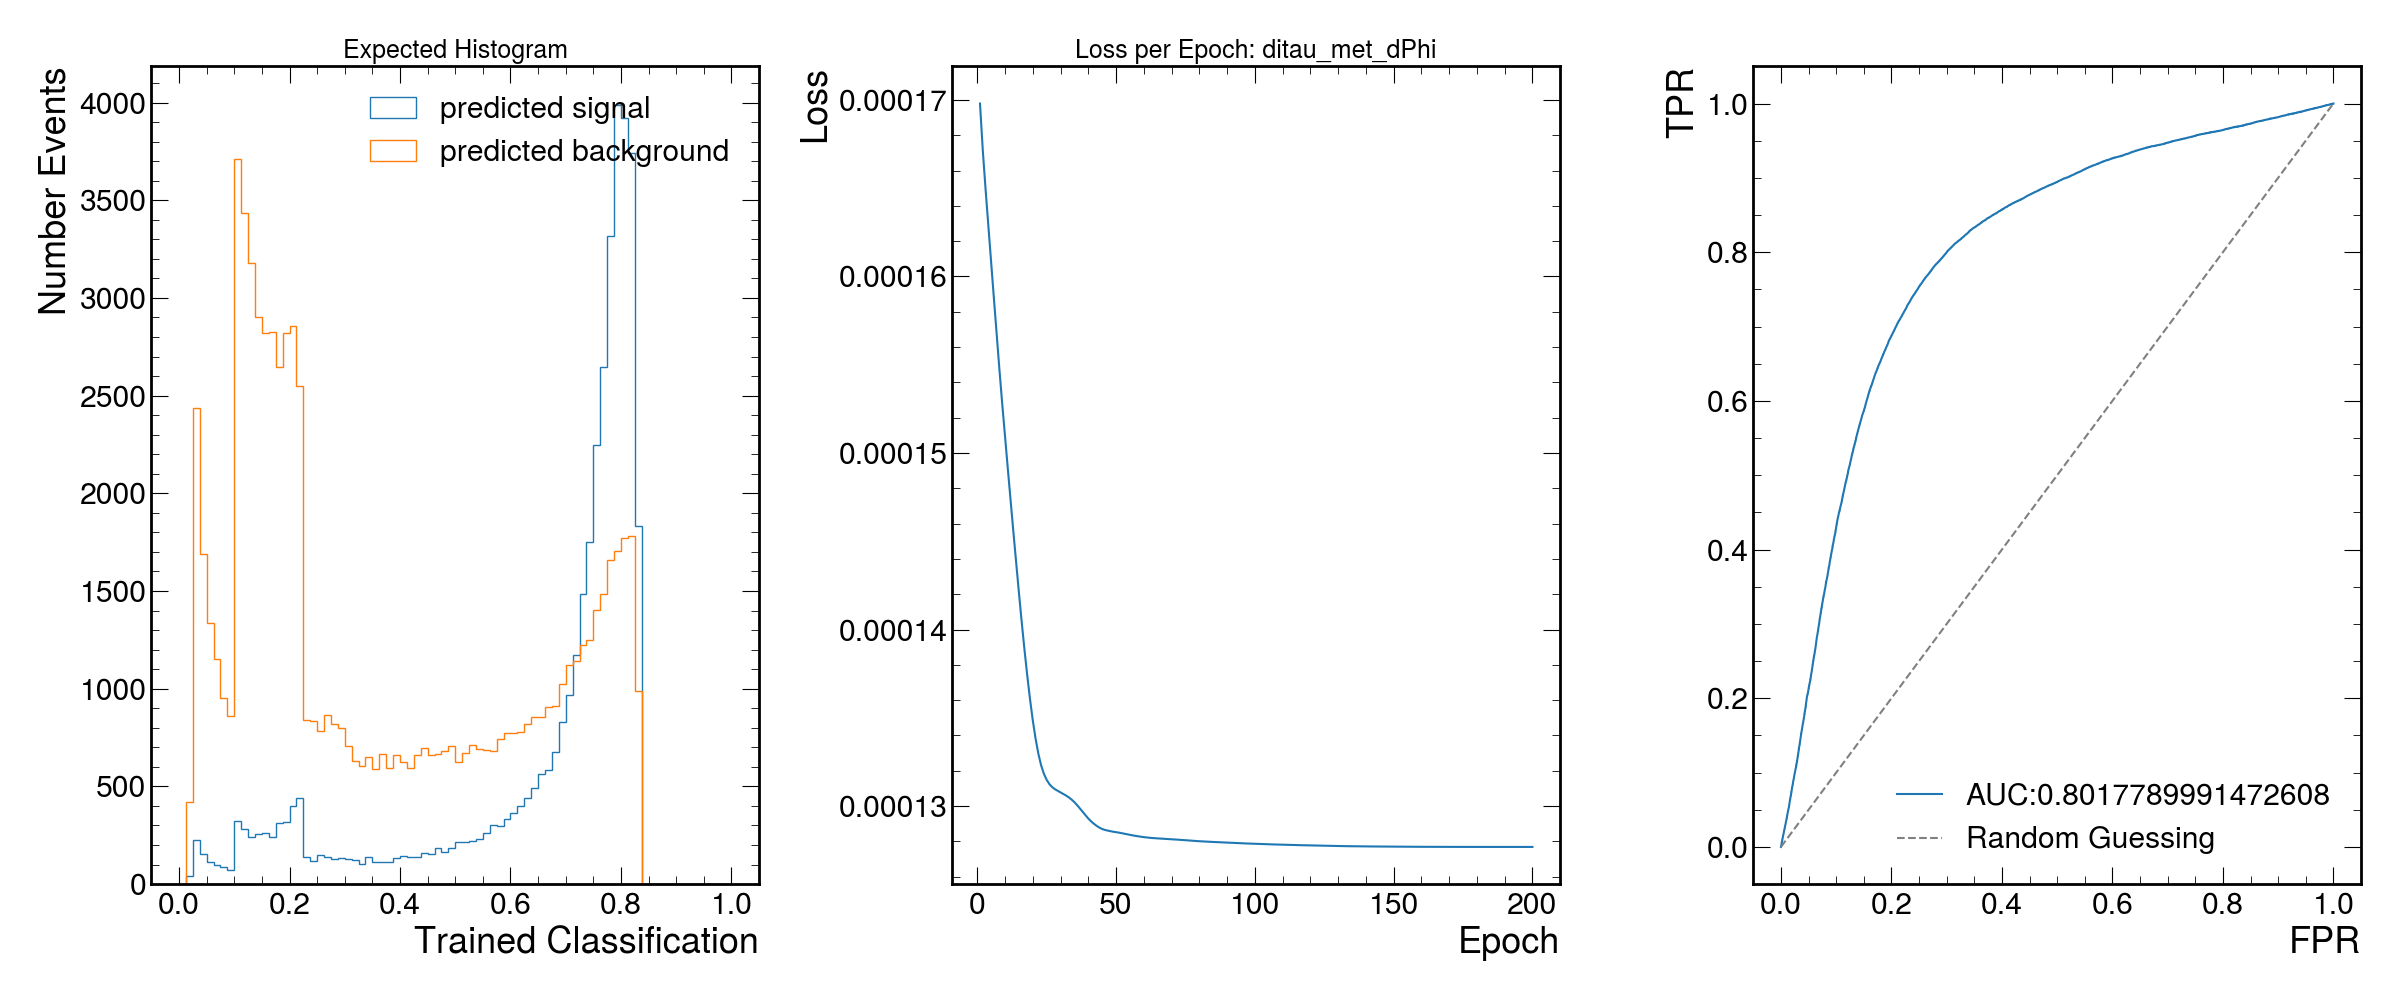 Expected Histogram
Number Events
4000
3500
3000
2500
2000
1500
1000
500
0
predicted signal
predicted background
0.0 0.2 0.4 0.6 0.8 1.0
Trained Classification
Loss per Epoch: ditau_met_dPhi
Loss
0.00017
0.00016
0.00015
0.00014
0.00013
0 50 100 150 200
Epoch
TPR
1.0
0.8
0.6
0.4
0.2
0.0
AUC:0.8017789991472608
Random Guessing
0.0 0.2 0.4 0.6 0.8 1.0
FPR